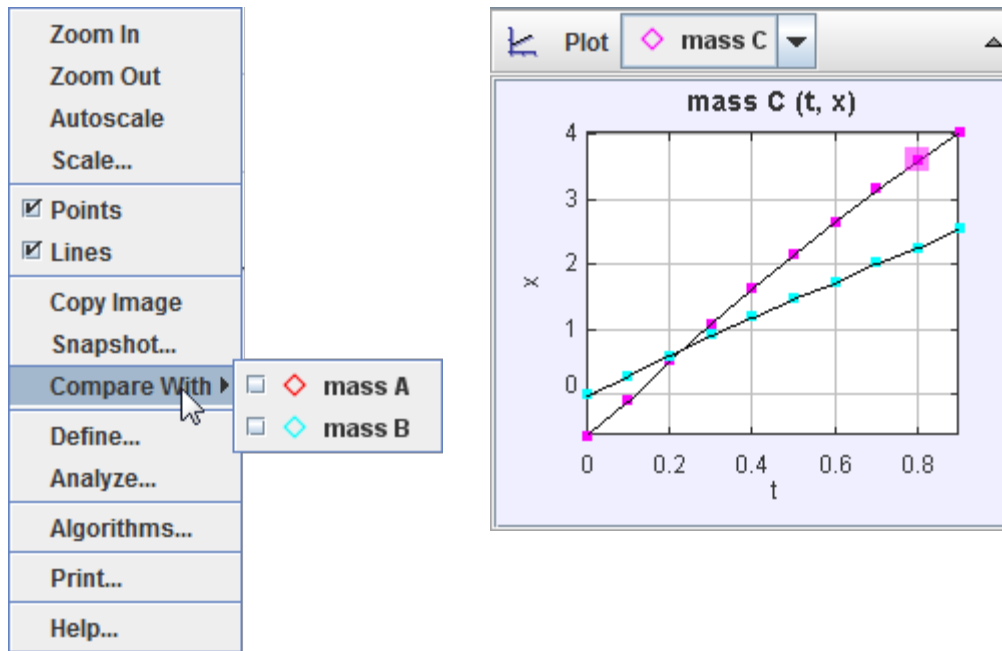 Zoom In
Zoom Out
Autoscale
Scale...
Points
Lines
Copy Image
Snapshot...
Compare With
mass A
mass B
Define...
Analyze...
Algorithms...
Print...
Help...
Plot mass C
mass C (t, x)
4
3
2
1
0
x
0 0.2 0.4 0.6 0.8
t